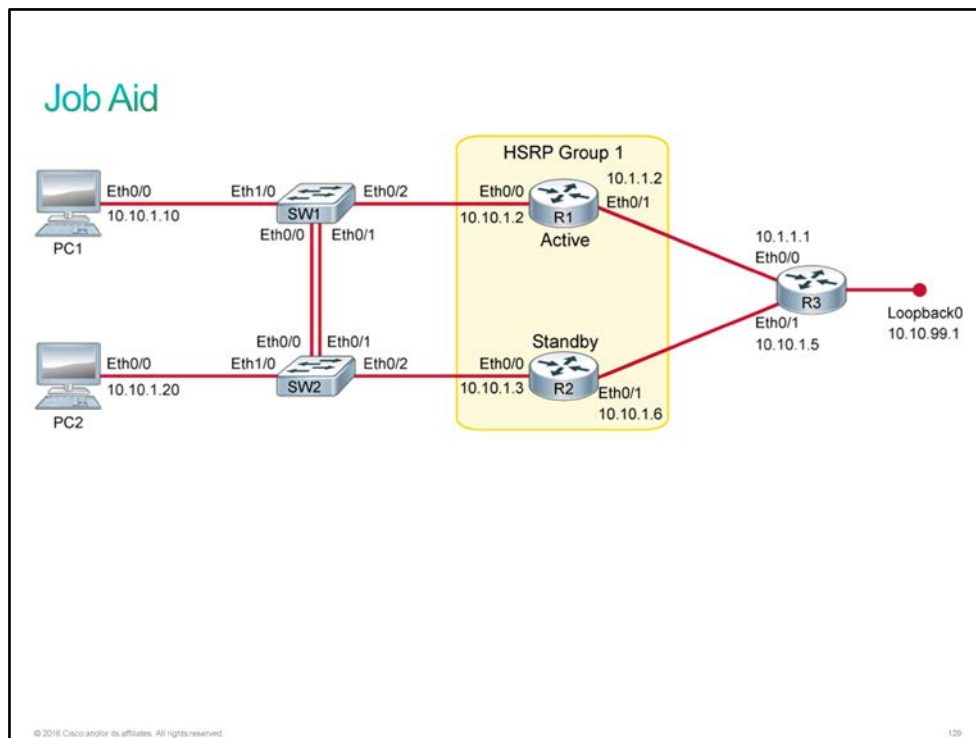 Job Aid
HSRP Group 1
Eth0/0
10.10.1.10
PC1
Eth1/0
SW1
Eth0/2
Eth0/0
Eth0/1
Eth0/0
10.10.1.2
R1
Active
10.1.1.2
Eth0/1
10.1.1.1
Eth0/0
R3
Eth0/1
10.10.1.5
Loopback0
10.10.99.1
Eth0/0
10.10.1.20
PC2
Eth0/0
Eth0/1
Eth1/0
SW2
Eth0/2
Standby
Eth0/0
10.10.1.3
R2
Eth0/1
10.10.1.6
© 2016 Cisco and/or its affiliates. All rights reserved.
129